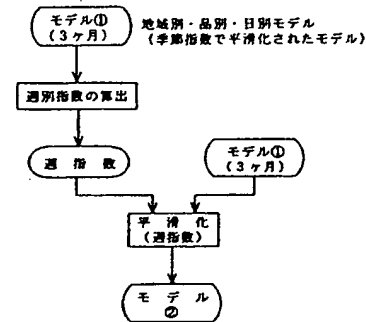 モデル①
(3ヶ月)
地域別・品別・日別モデル
(季節指数で平滑化されたモデル)
週別指数の算出
週 指 数
モデル①
(3ヶ月)
平 滑 化
(週指数)
モ デ ル
②